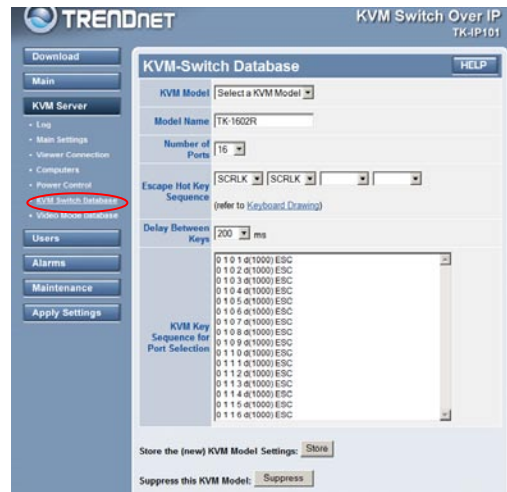 TRENDNET
KVM Switch Over IP
TK-IP101
Download
Main
KVM Server
- Log
- Main Settings
- Viewer Connection
- Computers
- Power Control
- KVM Switch Database
- Video Mode Database
Users
Alarms
Maintenance
Apply Settings
KVM-Switch Database
HELP
KVM Model
Select a KVM Model
Model Name
TK-1602R
Number of
Ports
16
Escape Hot Key
Sequence
SCRLK SCRLK
(refer to Keyboard Drawing)
Delay Between
Keys
200 ms
KVM Key
Sequence for
Port Selection
0 1 0 1 d(1000) ESC
0 1 0 2 d(1000) ESC
0 1 0 3 d(1000) ESC
0 1 0 4 d(1000) ESC
0 1 0 5 d(1000) ESC
0 1 0 6 d(1000) ESC
0 1 0 7 d(1000) ESC
0 1 0 8 d(1000) ESC
0 1 0 9 d(1000) ESC
0 1 1 0 d(1000) ESC
0 1 1 1 d(1000) ESC
0 1 1 2 d(1000) ESC
0 1 1 3 d(1000) ESC
0 1 1 4 d(1000) ESC
0 1 1 5 d(1000) ESC
0 1 1 6 d(1000) ESC
Store the (new) KVM Model Settings: Store
Suppress this KVM Model: Suppress